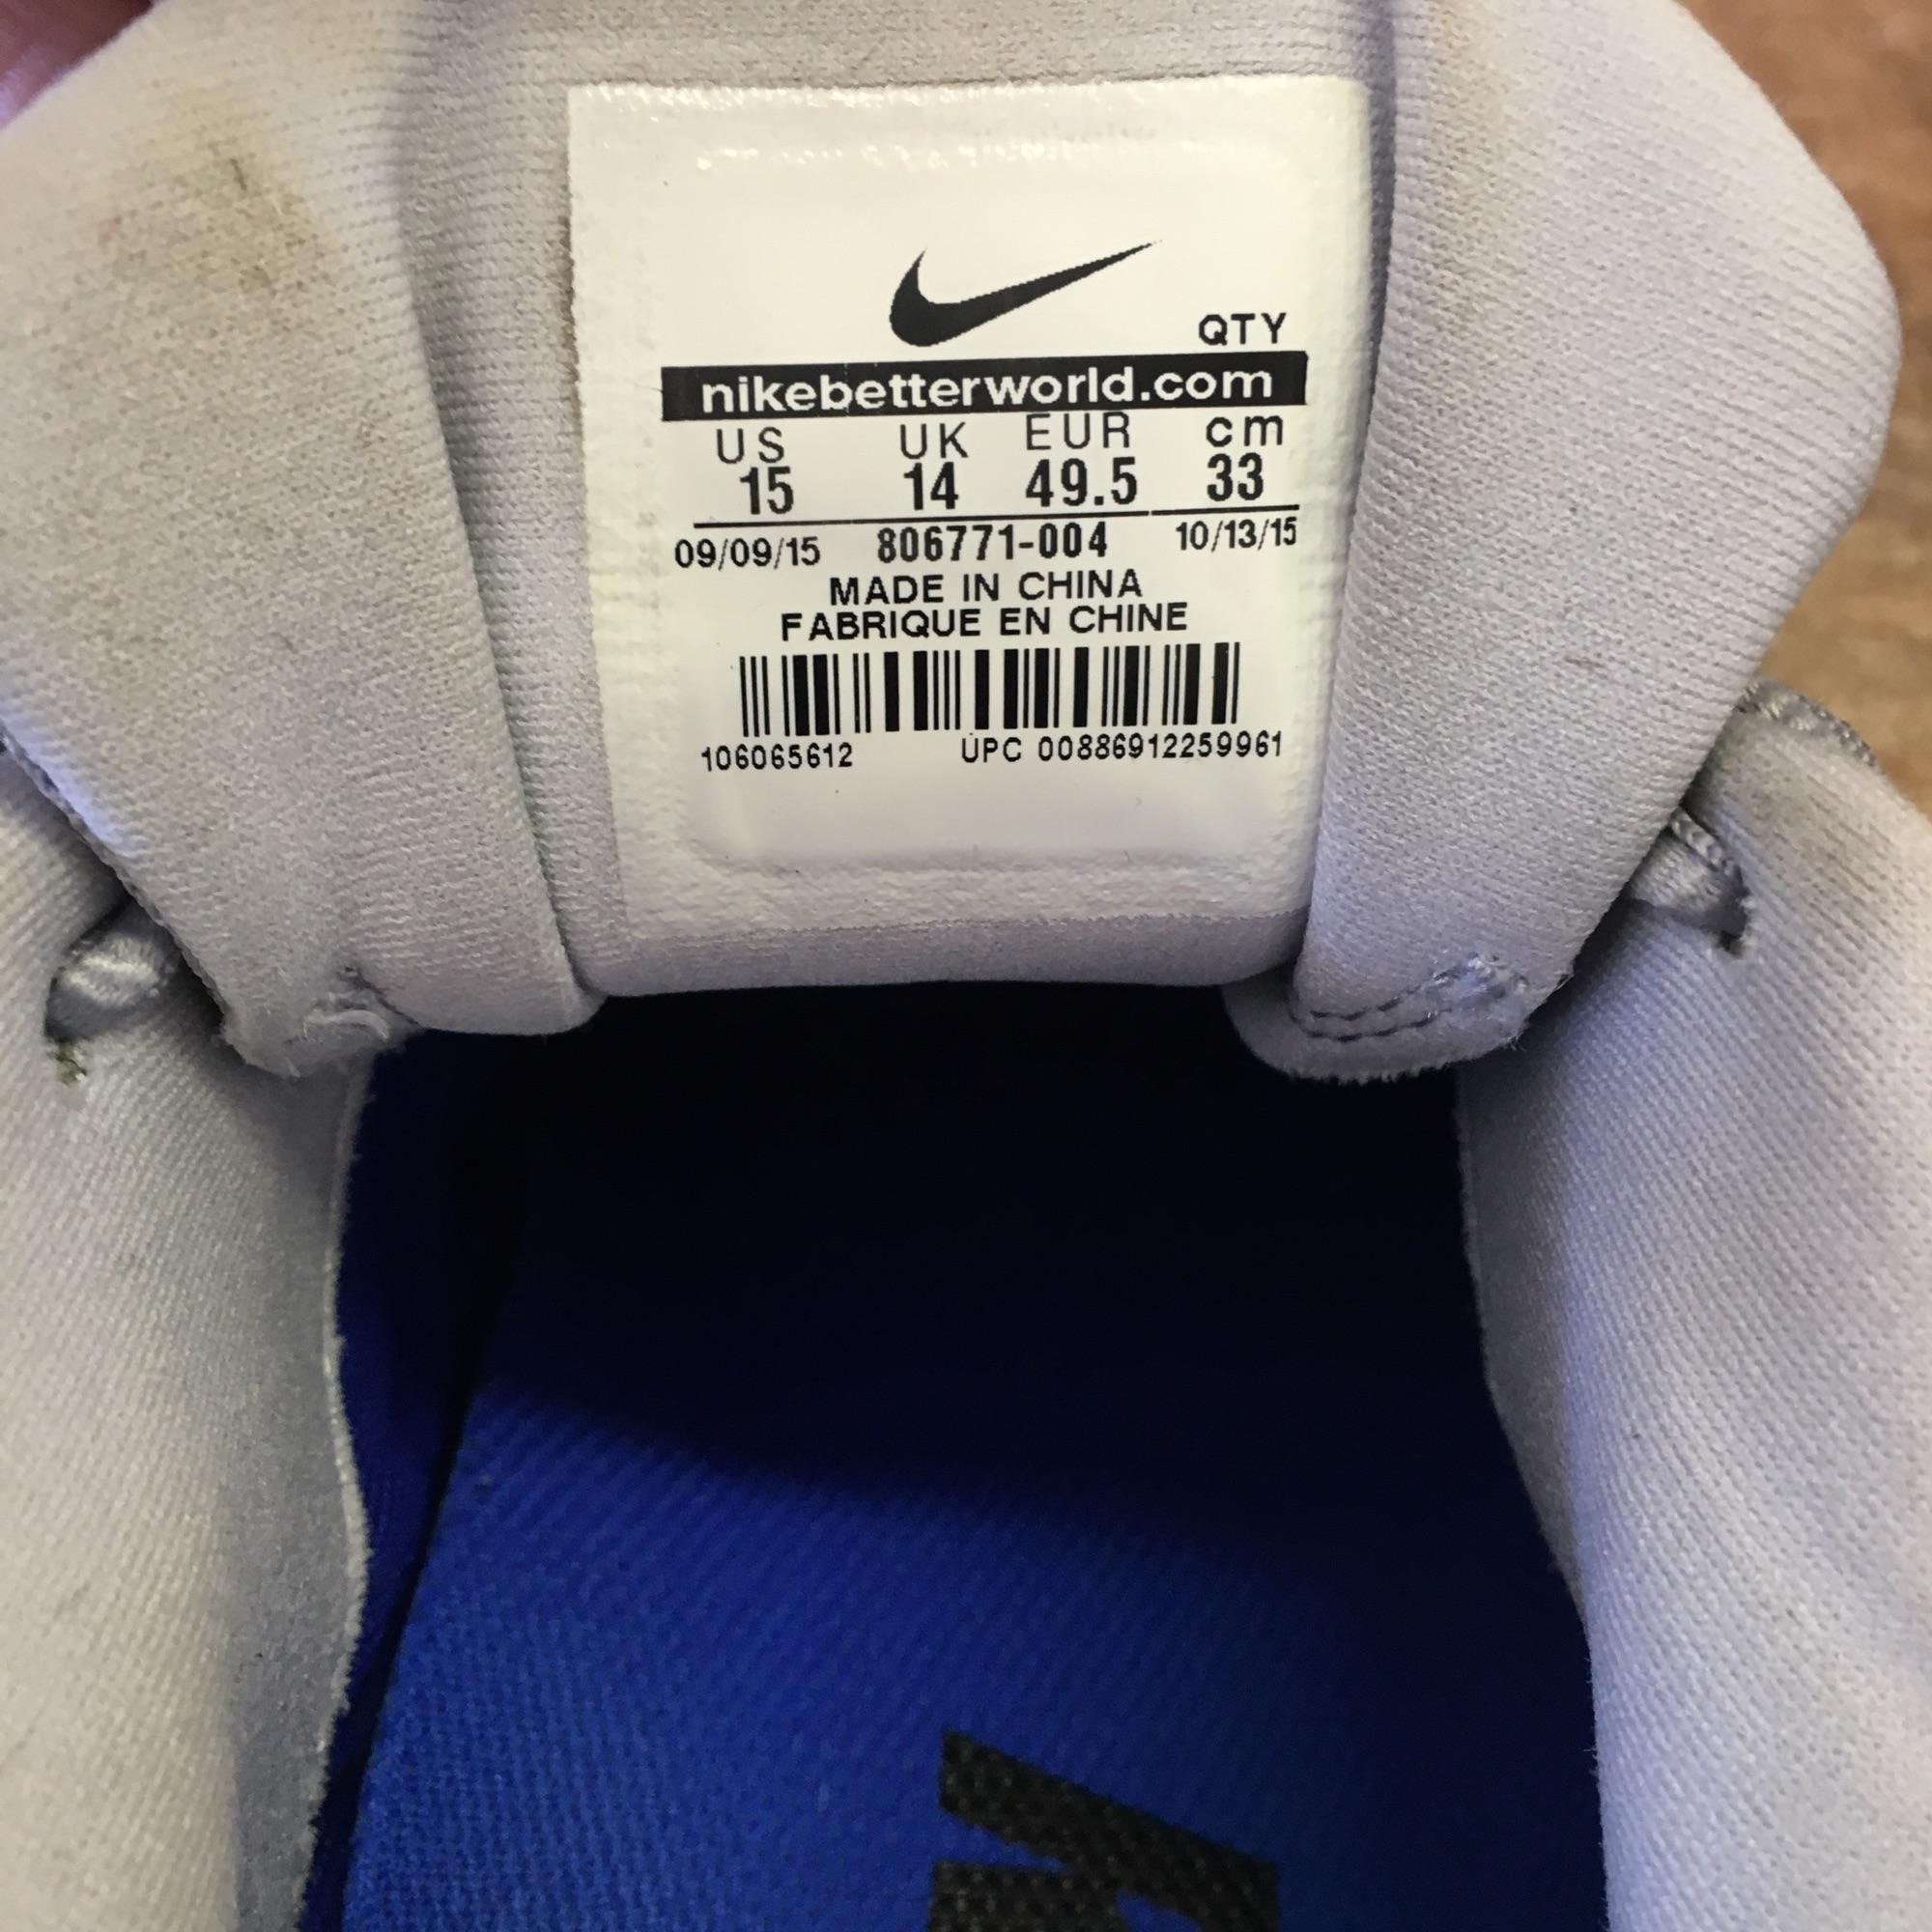 QTY
nikebetterworld.com
US UK EUR cm
15 14 49.5 33
09/09/15 806771-004 10/13/15
MADE IN CHINA
FABRIQUE EN CHINE
106065612 UPC 00886912259961